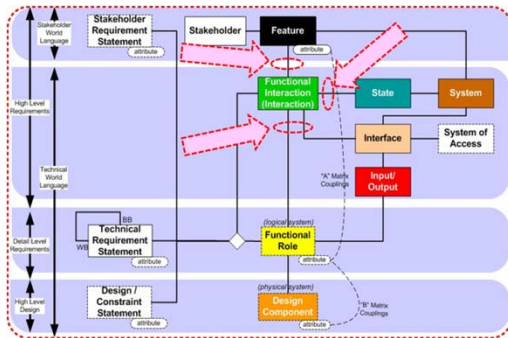 Stakeholder
World
Language
High Level
Requirements
Technical
World
Language
Detail Level
Requirements
High Level
Design
Stakeholder
Requirement
Statement
attribute
Stakeholder
Feature
attribute
Functional
Interaction
(Interaction)
State
System
Interface
System of
Access
Input/
Output
"A" Matrix
Couplings
BB
WB
Technical
Requirement
Statement
attribute
(logical system)
Functional
Role
attribute
Design /
Constraint
Statement
attribute
(physical system)
Design
Component
attribute
"B" Matrix
Couplings